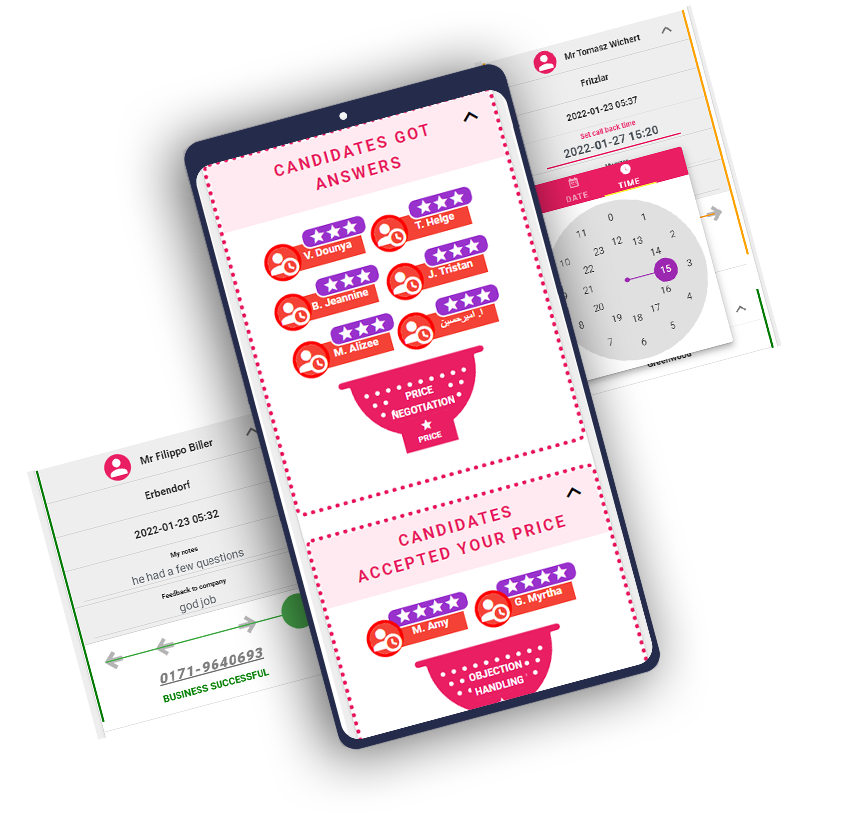 Mr Tomasz Wichert
Fritzlar
2022-01-23 05:37
Set call back time
2022-01-27 15:20
DATE
TIME
0
1
2
3
4
5
6
7
8
10
11
12
13
14
15
16
17
18
19
20
21
22
23
Greenwood
CANDIDATES GOT
ANSWERS
V. Dounya
T. Helge
B. Jeannine
J. Tristan
M. Alizee
ا. امیرحسین
PRICE
NEGOTIATION
PRICE
CANDIDATES
ACCEPTED YOUR PRICE
M. Amy
G. Myrtha
OBJECTION
HANDLING
Mr Filippo Biller
Erbendorf
2022-01-23 05:32
My notes
he had a few questions
Feedback to company
god job
0171-9640693
BUSINESS SUCCESSFUL